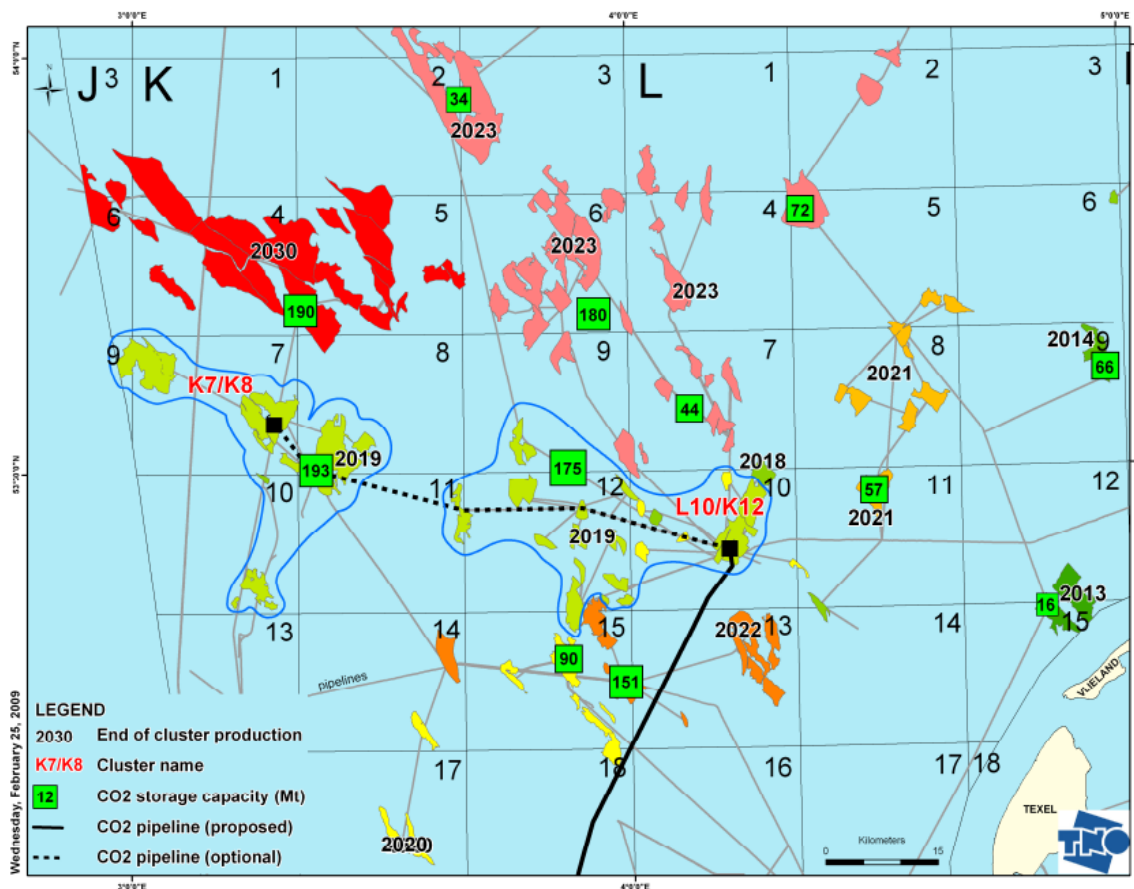 3°0'0"E
4°0'0"E
5°0'0"E
54°0'0"N
N
J
3
K
1
2
3
L
1
2
3
34
2023
6
4
5
6
4
72
5
6
2030
2023
2023
190
180
2014
9
9
7
8
9
7
8
66
K7/K8
2021
44
193
2019
175
2018
10
11
12
10
11
12
57
L10/K12
2021
2019
53°20'0"N
16
2013
15
13
14
15
2022
13
14
90
151
VLIELAND
pipelines
17
18
16
17
18
TEXEL
2020
Wednesday, February 25, 2009
LEGEND
2030 End of cluster production
K7/K8 Cluster name
12 CO2 storage capacity (Mt)
CO2 pipeline (proposed)
CO2 pipeline (optional)
Kilometers
0 15
TNO
3°0'0"E
4°0'0"E